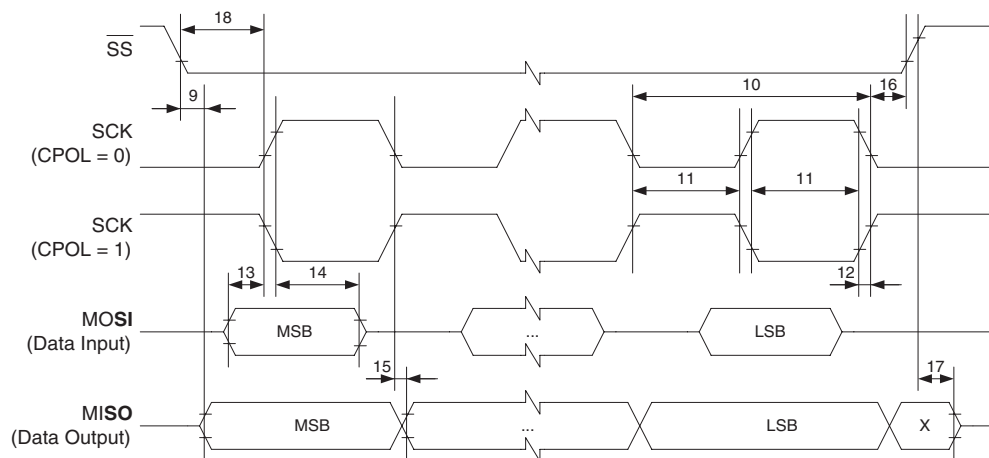 18
SS
9
10
16
SCK
(CPOL = 0)
11
11
SCK
(CPOL = 1)
13
14
12
MOSI
(Data Input)
MSB
...
LSB
15
17
MISO
(Data Output)
MSB
...
LSB
X